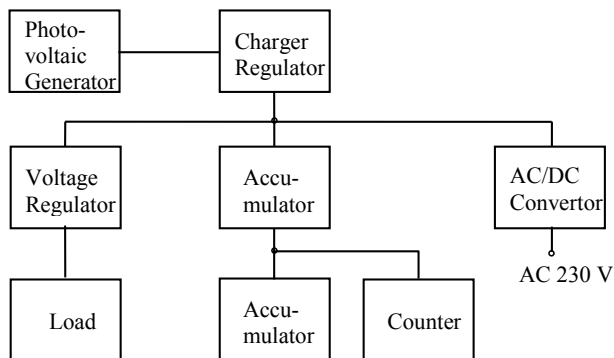 Photo-
voltaic
Generator
Charger
Regulator
Voltage
Regulator
Accu-
mulator
AC/DC
Convertor
AC 230 V
Load
Accu-
mulator
Counter